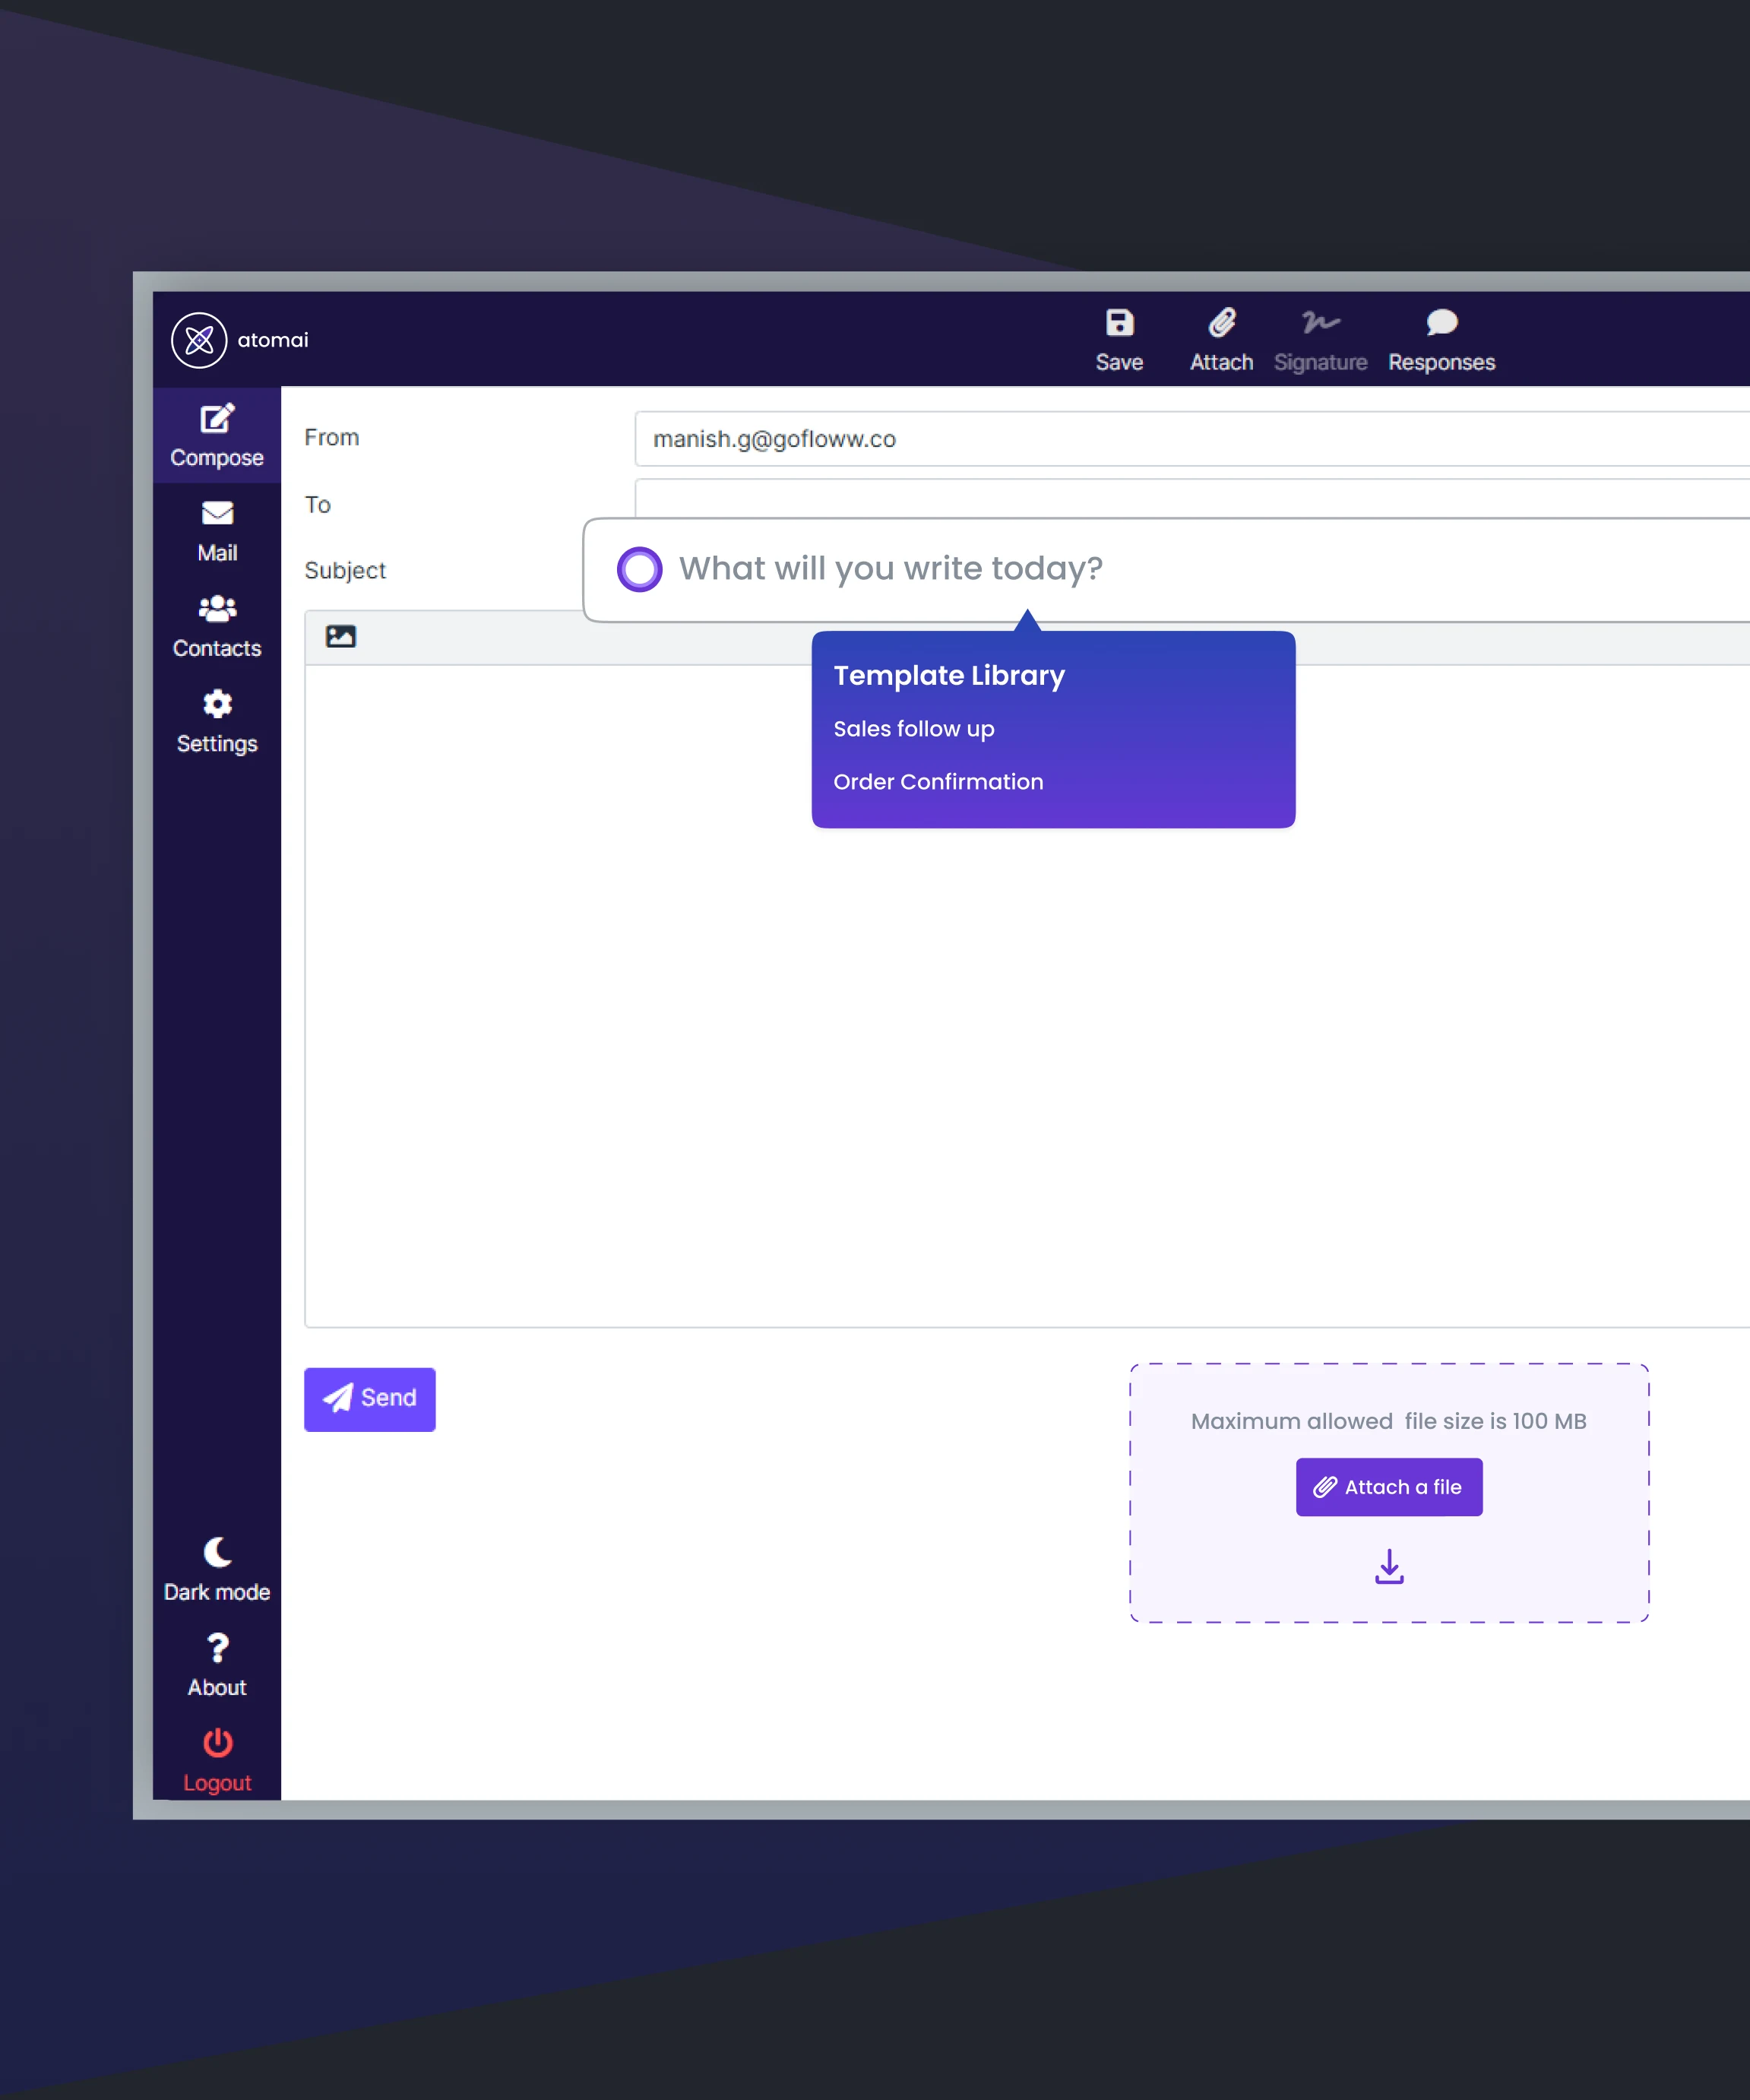 atomai
Save Attach Signature Responses
Compose
Mail
Contacts
Settings
From
manish.g@gofloww.co
To
Subject
What will you write today?
Template Library
Sales follow up
Order Confirmation
Send
Maximum allowed file size is 100 MB
Attach a file
Dark mode
About
Logout